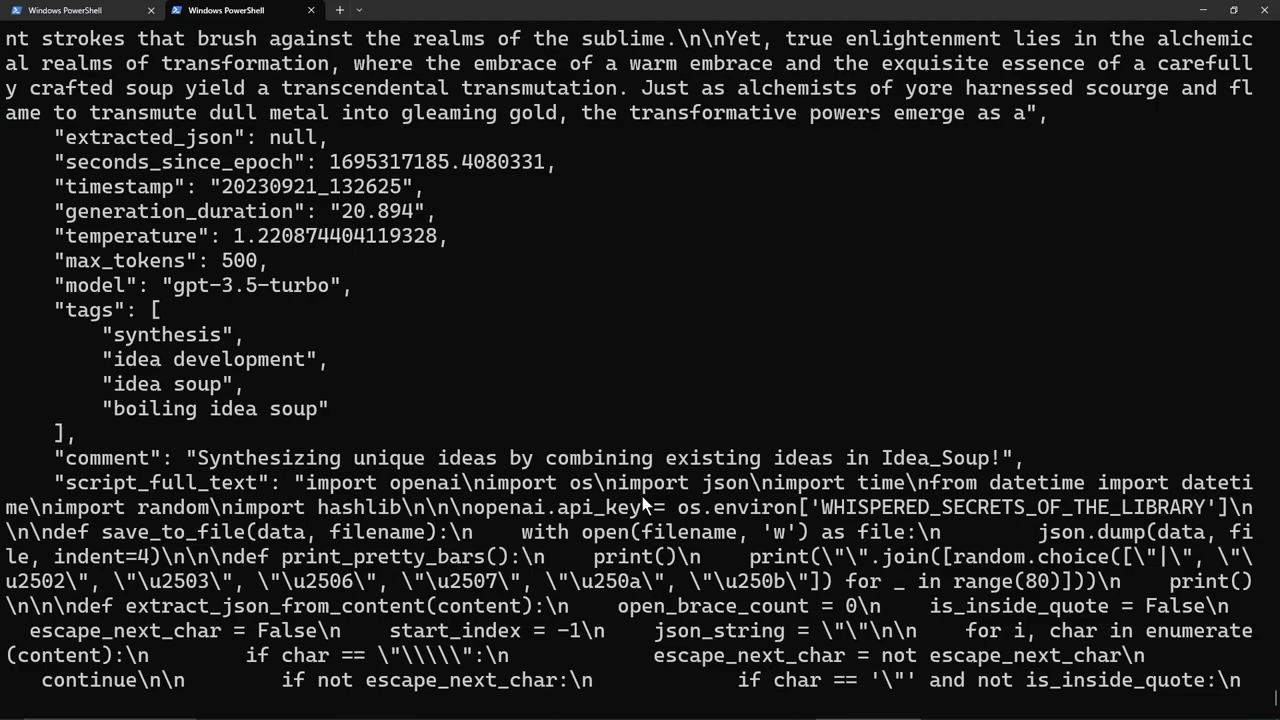 Windows PowerShell
Windows PowerShell
nt strokes that brush against the realms of the sublime.\n\nYet, true enlightenment lies in the alchemic
al realms of transformation, where the embrace of a warm embrace and the exquisite essence of a carefull
y crafted soup yield a transcendental transmutation. Just as alchemists of yore harnessed scourge and fl
ame to transmute dull metal into gleaming gold, the transformative powers emerge as a",
"extracted_json": null,
"seconds_since_epoch": 1695317185.4080331,
"timestamp": "20230921_132625",
"generation_duration": "20.894",
"temperature": 1.220874404119328,
"max_tokens": 500,
"model": "gpt-3.5-turbo",
"tags": [
"synthesis",
"idea development",
"idea soup",
"boiling idea soup"
],
"comment": "Synthesizing unique ideas by combining existing ideas in Idea_Soup!",
"script_full_text": "import openai\nimport os\nimport json\nimport time\nfrom datetime import dateti
me\nimport random\nimport hashlib\n\n\nopenai.api_key = os.environ['WHISPERED_SECRETS_OF_THE_LIBRARY']\n
\n\ndef save_to_file(data, filename):\n    with open(filename, 'w') as file:\n        json.dump(data, fi
le, indent=4)\n\n\ndef print_pretty_bars():\n    print()\n    print(\"\".join([random.choice([\"|\", \"\
u2502\", \"\u2503\", \"\u2506\", \"\u2507\", \"\u250a\", \"\u250b\"]) for _ in range(80)]))\n    print()
\n\n\ndef extract_json_from_content(content):\n    open_brace_count = 0\n    is_inside_quote = False\n
escape_next_char = False\n    start_index = -1\n    json_string = \"\"\n\n    for i, char in enumerate
(content):\n        if char == \"\\\\\":\n            escape_next_char = not escape_next_char\n
continue\n\n        if not escape_next_char:\n            if char == '\"' and not is_inside_quote:\n